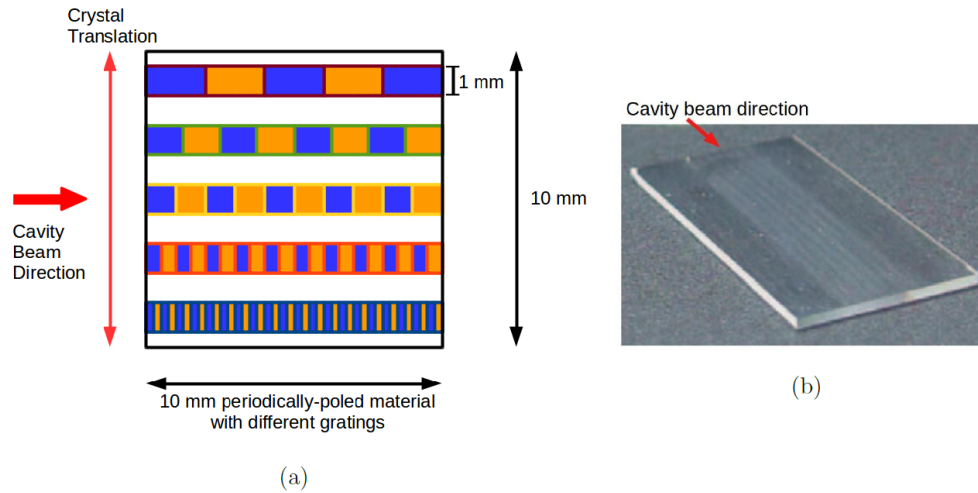 Crystal
Translation
1 mm
10 mm
Cavity
Beam
Direction
10 mm periodically-poled material
with different gratings
(a)
Cavity beam direction
(b)